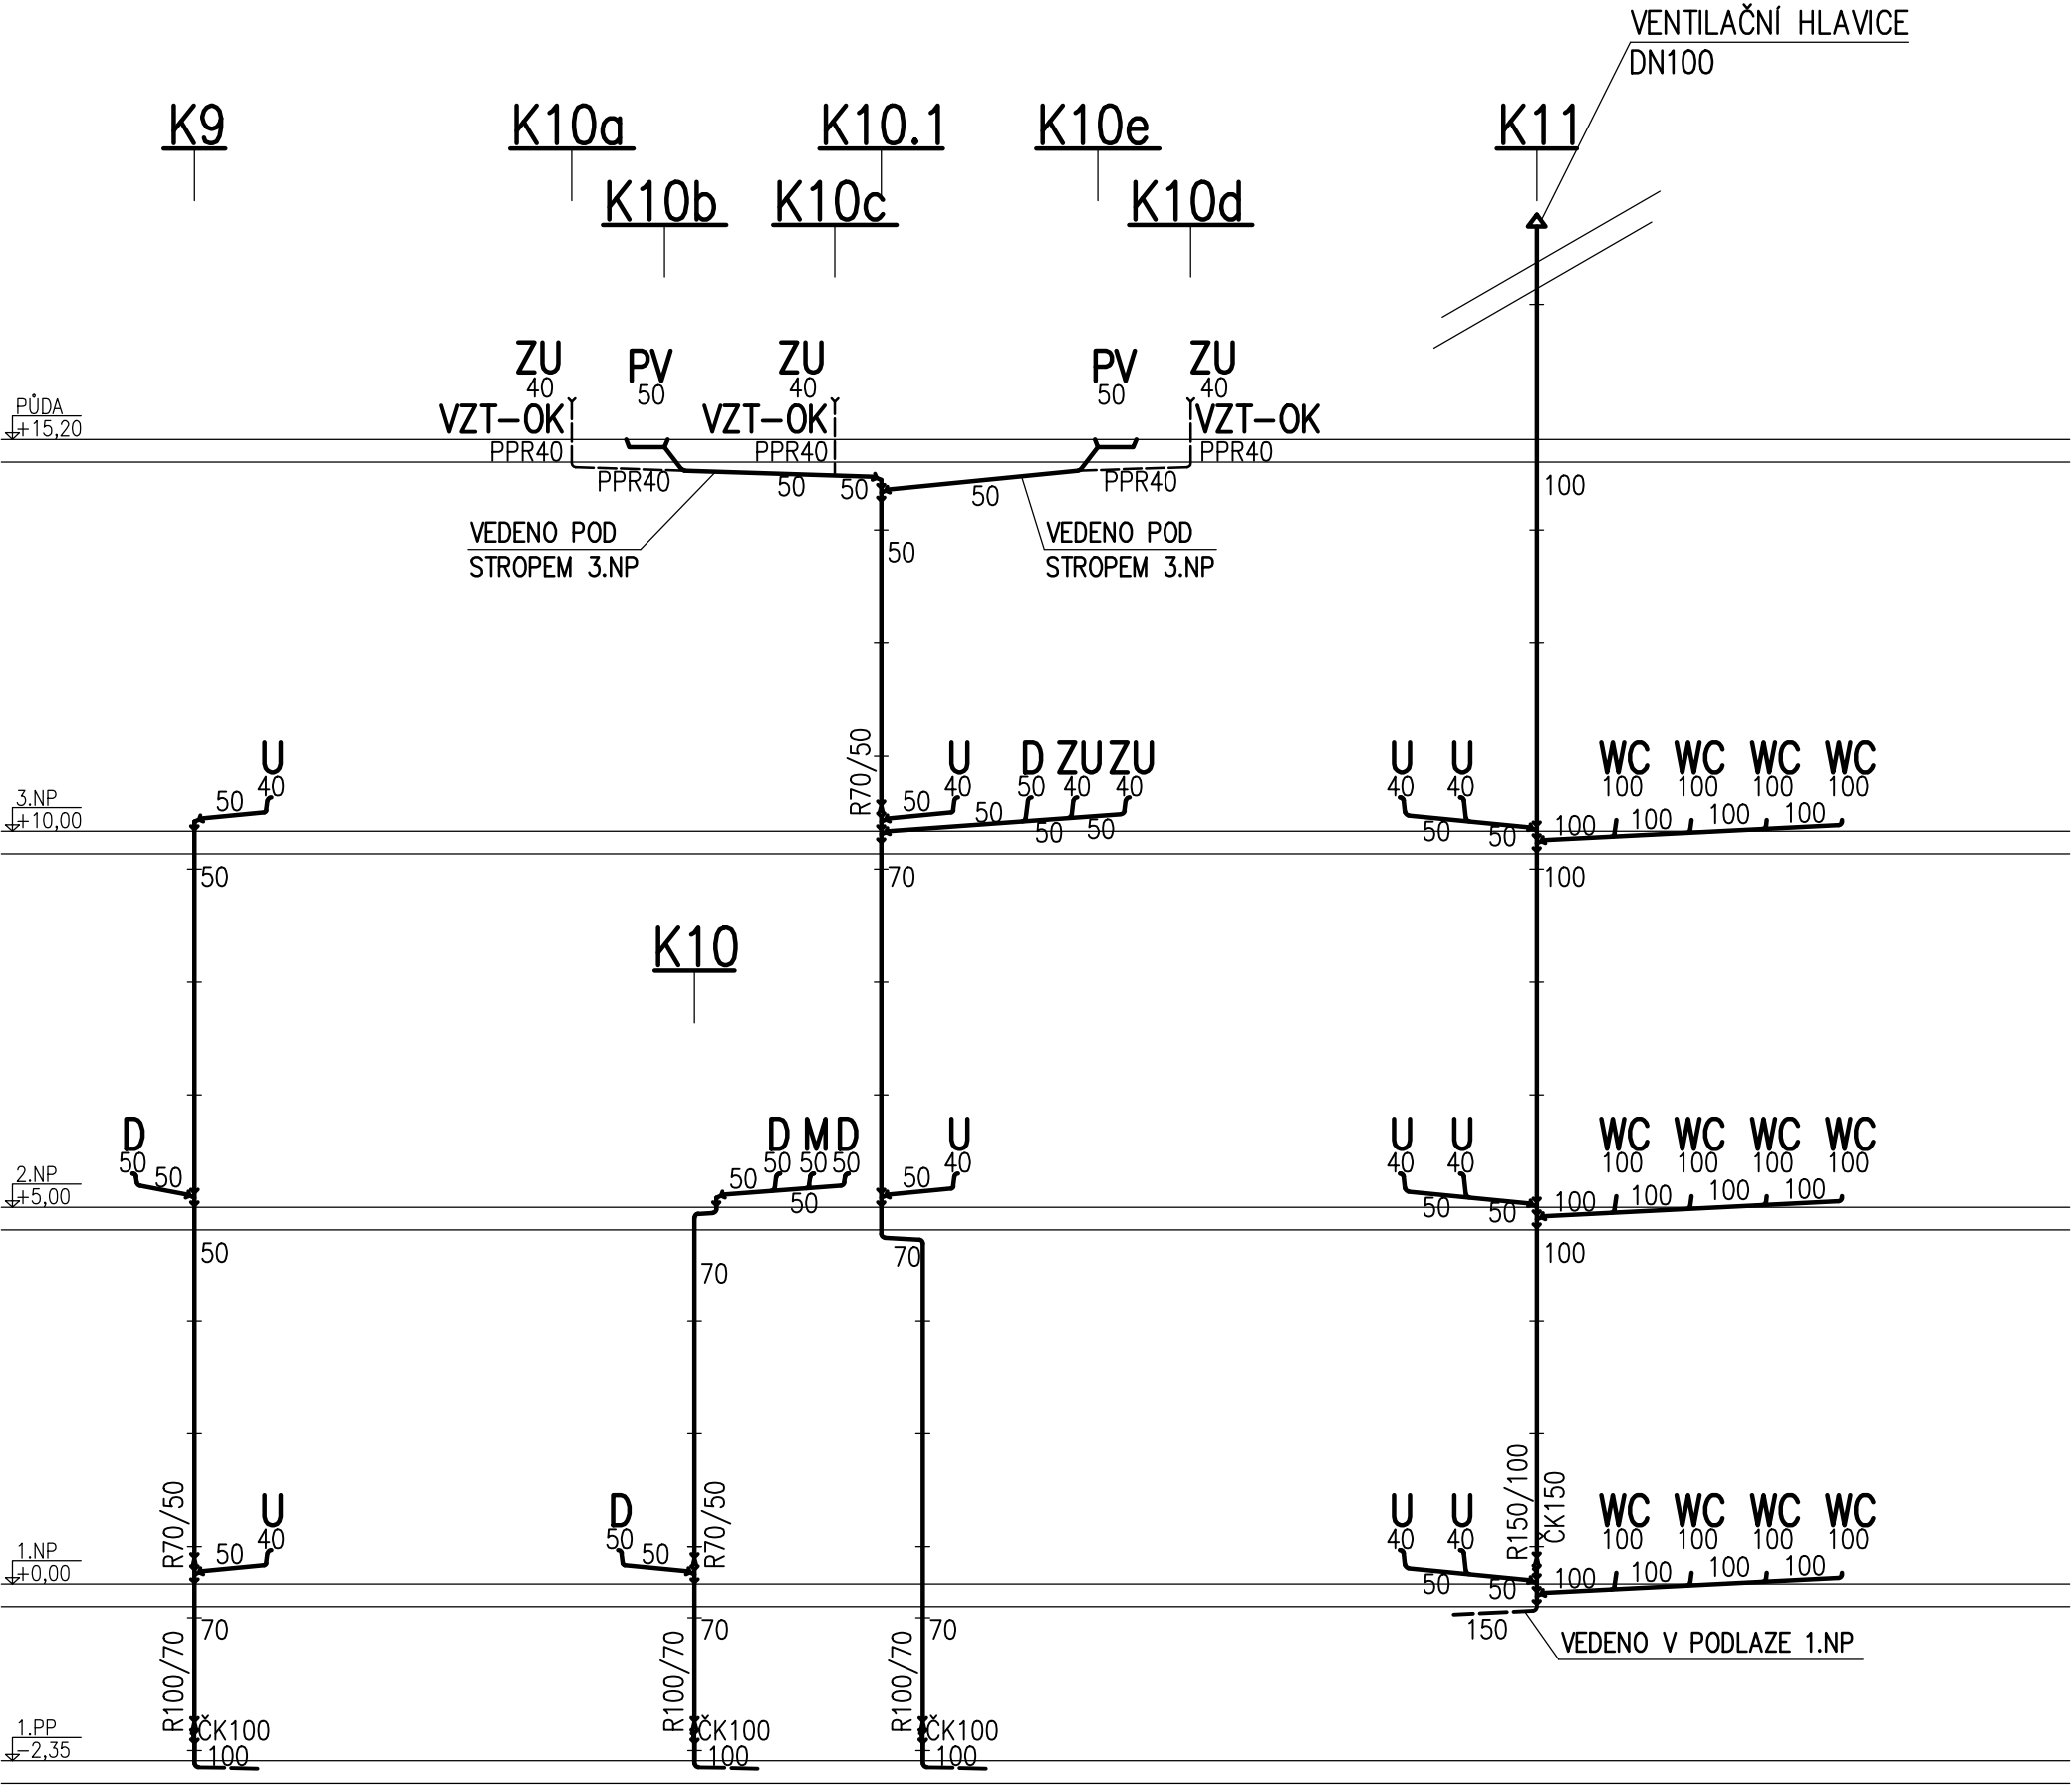 VENTILAČNÍ HLAVICE
DN100
K9
K10a
K10.1
K10e
K11
K10b
K10c
K10d
ZU
40
PV
50
ZU
40
PV
50
ZU
40
PŮDA
+15,20
VZT-OK
VZT-OK
VZT-OK
PPR40
PPR40
PPR40
PPR40
50
50
50
PPR40
100
VEDENO POD
STROPEM 3.NP
VEDENO POD
STROPEM 3.NP
50
R70/50
3.NP
+10,00
U
40
50
U
40
50
D
50
ZU
40
ZU
40
50
50
50
U
40
U
40
50
50
WC
100
WC
100
WC
100
WC
100
100
100
100
100
50
70
100
K10
2.NP
+5,00
D
50
50
D
50
M
50
D
50
50
50
U
40
50
U
40
U
40
50
50
WC
100
WC
100
WC
100
WC
100
100
100
100
100
50
70
70
100
1.NP
+0,00
R70/50
U
40
50
D
50
50
R70/50
U
40
U
40
50
50
R150/100
ČK150
WC
100
WC
100
WC
100
WC
100
100
100
100
100
150
VEDENO V PODLAZE 1.NP
70
70
70
R100/70
R100/70
R100/70
1.PP
-2,35
ČK100
100
ČK100
100
ČK100
100